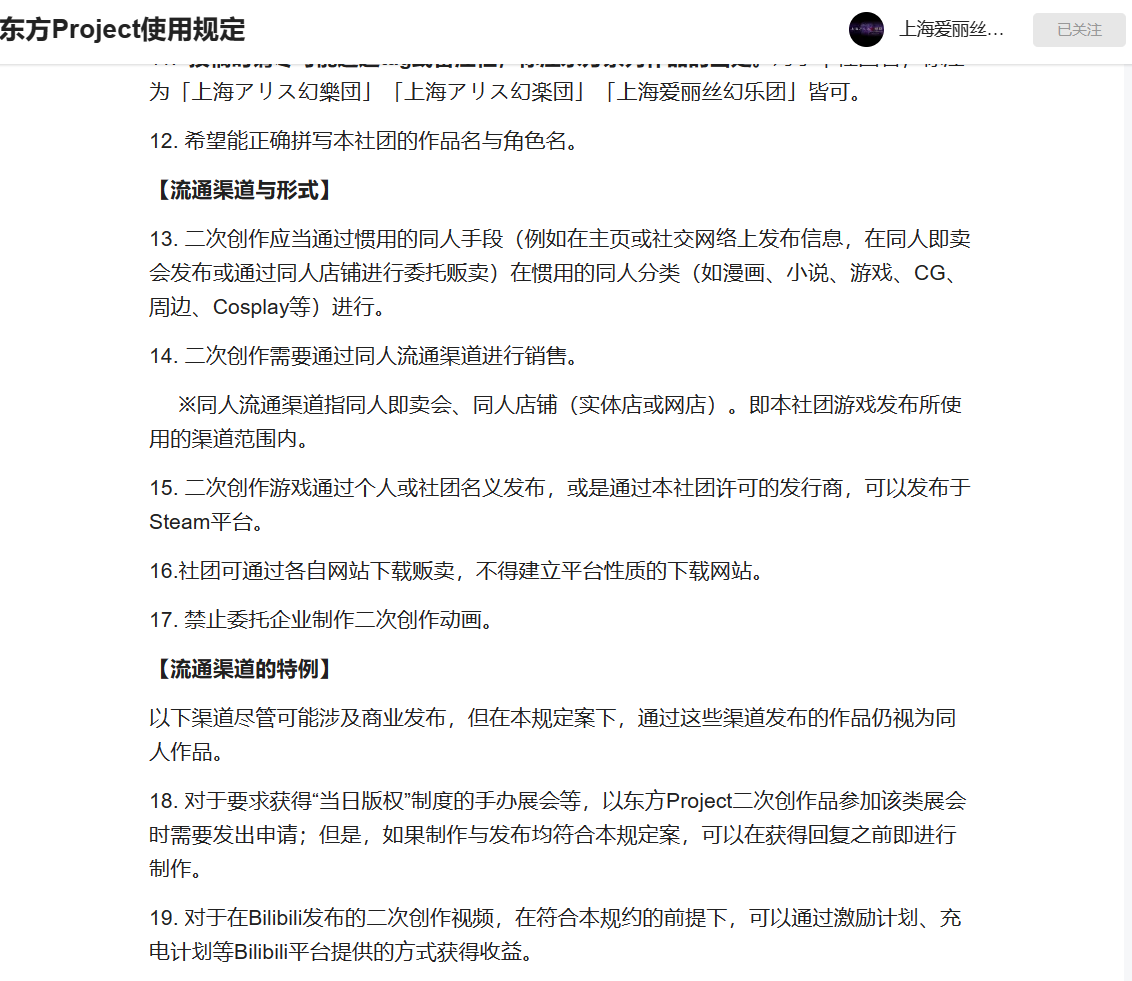 东方Project使用规定
上海爱丽丝…
已关注
为「上海アリス幻樂団」「上海アリス幻楽団」「上海爱丽丝幻乐团」皆可。
12. 希望能正确拼写本社团的作品名与角色名。
【流通渠道与形式】
13. 二次创作应当通过惯用的同人手段（例如在主页或社交网络上发布信息，在同人即卖
会发布或通过同人店铺进行委托贩卖）在惯用的同人分类（如漫画、小说、游戏、CG、
周边、Cosplay等）进行。
14. 二次创作需要通过同人流通渠道进行销售。
※同人流通渠道指同人即卖会、同人店铺（实体店或网店）。即本社团游戏发布所使
用的渠道范围内。
15. 二次创作游戏通过个人或社团名义发布，或是通过本社团许可的发行商，可以发布于
Steam平台。
16.社团可通过各自网站下载贩卖，不得建立平台性质的下载网站。
17. 禁止委托企业制作二次创作动画。
【流通渠道的特例】
以下渠道尽管可能涉及商业发布，但在本规定案下，通过这些渠道发布的作品仍视为同
人作品。
18. 对于要求获得“当日版权”制度的手办展会等，以东方Project二次创作品参加该类展会
时需要发出申请；但是，如果制作与发布均符合本规定案，可以在获得回复之前即进行
制作。
19. 对于在Bilibili发布的二次创作视频，在符合本规约的前提下，可以通过激励计划、充
电计划等Bilibili平台提供的方式获得收益。